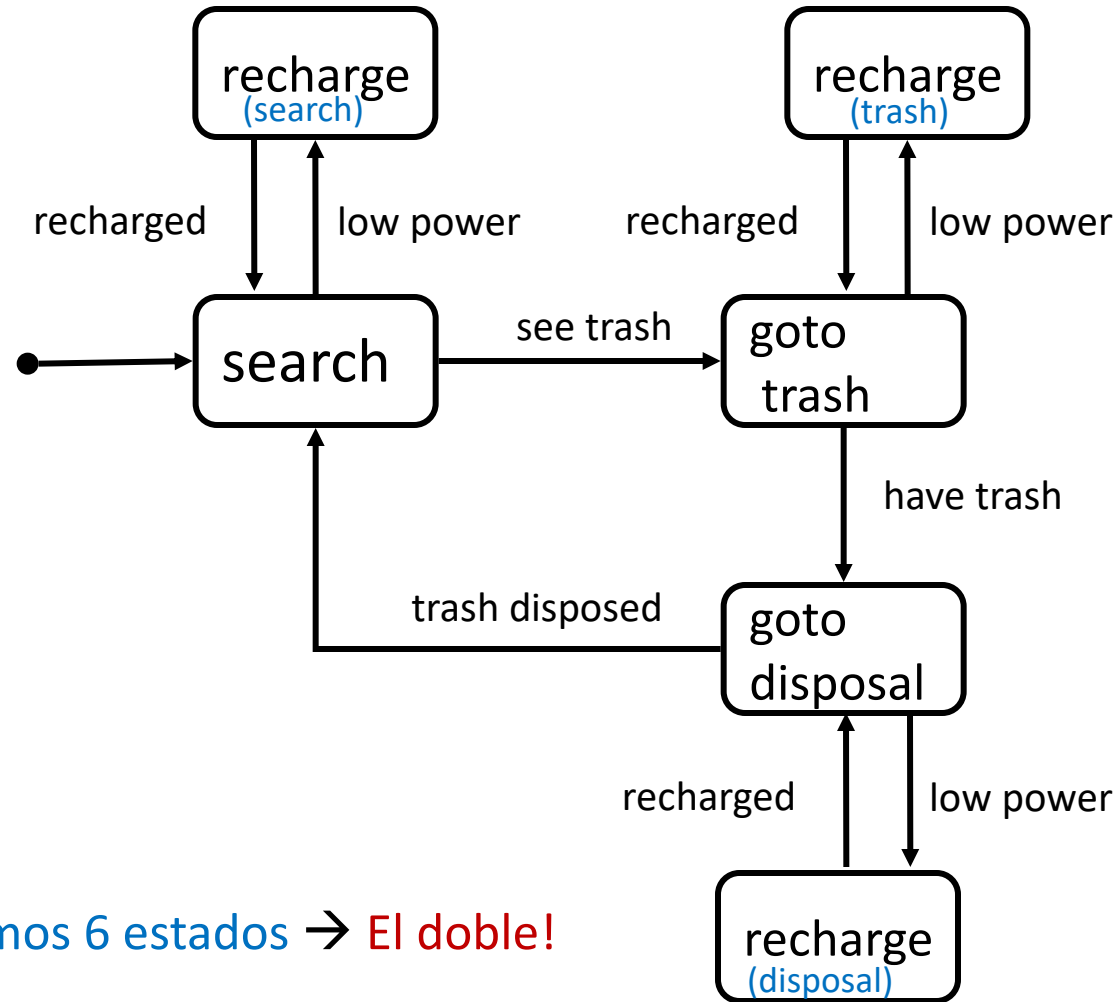 recharge
(search)
recharge
(trash)
recharged
low power
recharged
low power
search
see trash
goto
trash
have trash
trash disposed
goto
disposal
recharged
low power
6 estados → El doble!
recharge
(disposal)